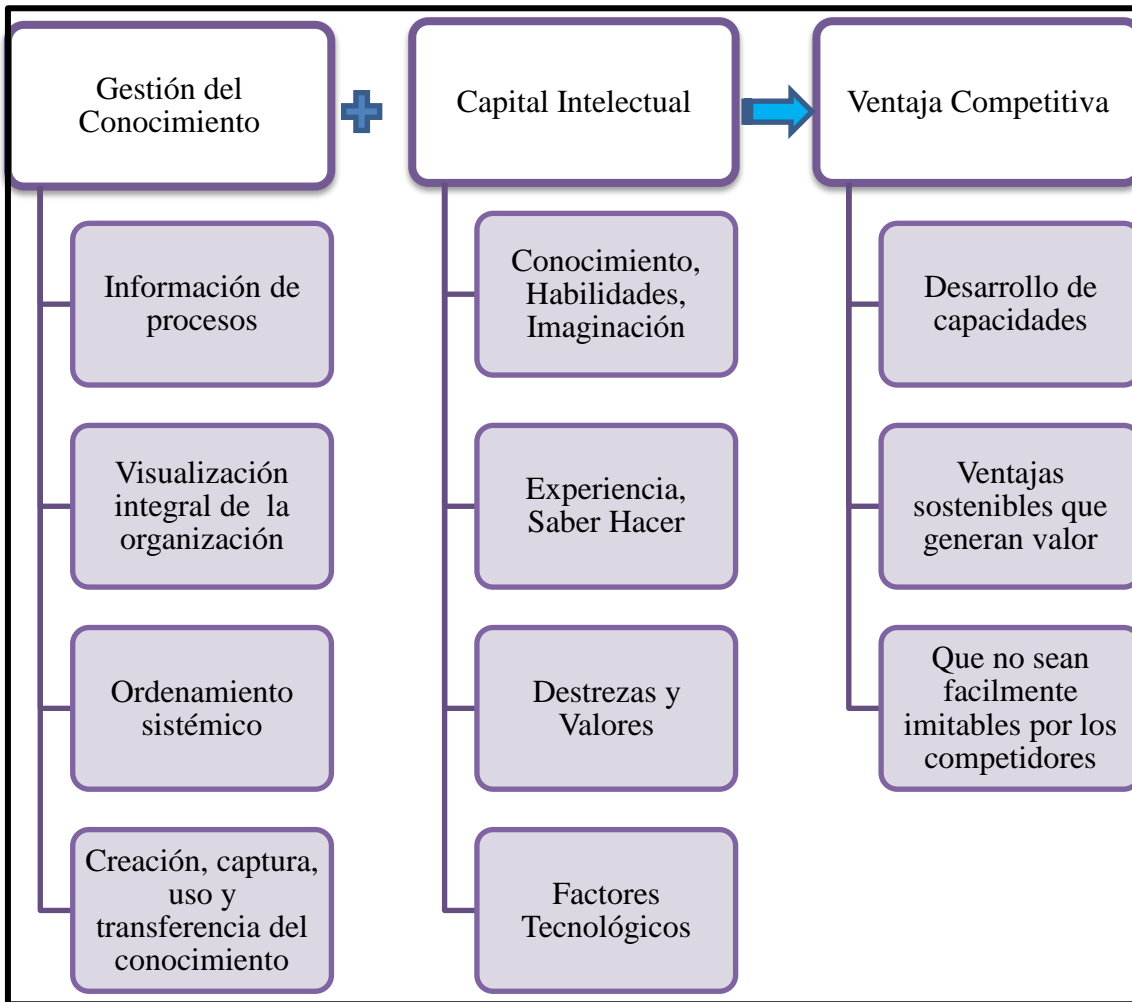 Gestión del
Conocimiento
Capital Intelectual
Ventaja Competitiva
Información de
procesos
Visualización
integral de la
organización
Ordenamiento
sistémico
Creación, captura,
uso y
transferencia del
conocimiento
Conocimiento,
Habilidades,
Imaginación
Experiencia,
Saber Hacer
Destrezas y
Valores
Factores
Tecnológicos
Desarrollo de
capacidades
Ventajas
sostenibles que
generan valor
Que no sean
facilmente
imitables por los
competidores